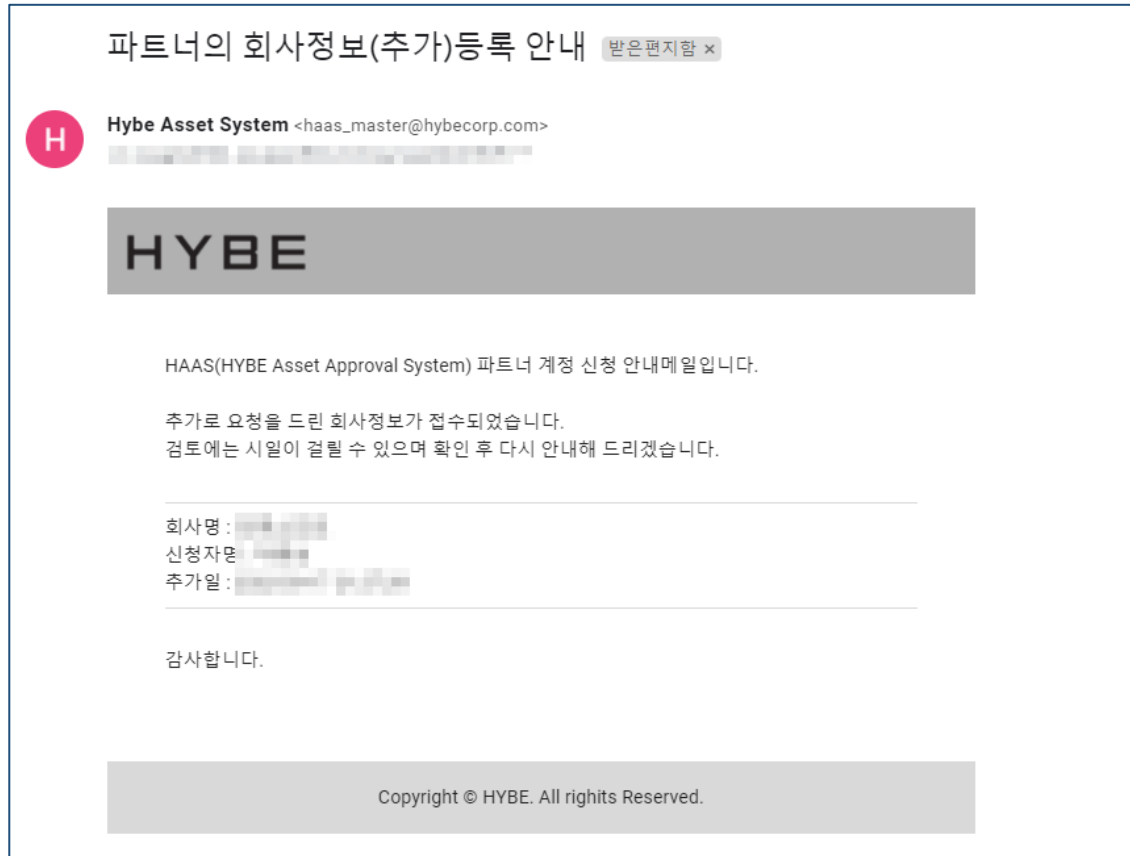 파트너의 회사정보(추가)등록 안내 받은편지함 ×
H
Hybe Asset System <haas_master@hybecorp.com>
HYBE
HAAS(HYBE Asset Approval System) 파트너 계정 신청 안내메일입니다.
추가로 요청을 드린 회사정보가 접수되었습니다.
검토에는 시일이 걸릴 수 있으며 확인 후 다시 안내해 드리겠습니다.
회사명 :
신청자명
추가일 :
감사합니다.
Copyright © HYBE. All righits Reserved.